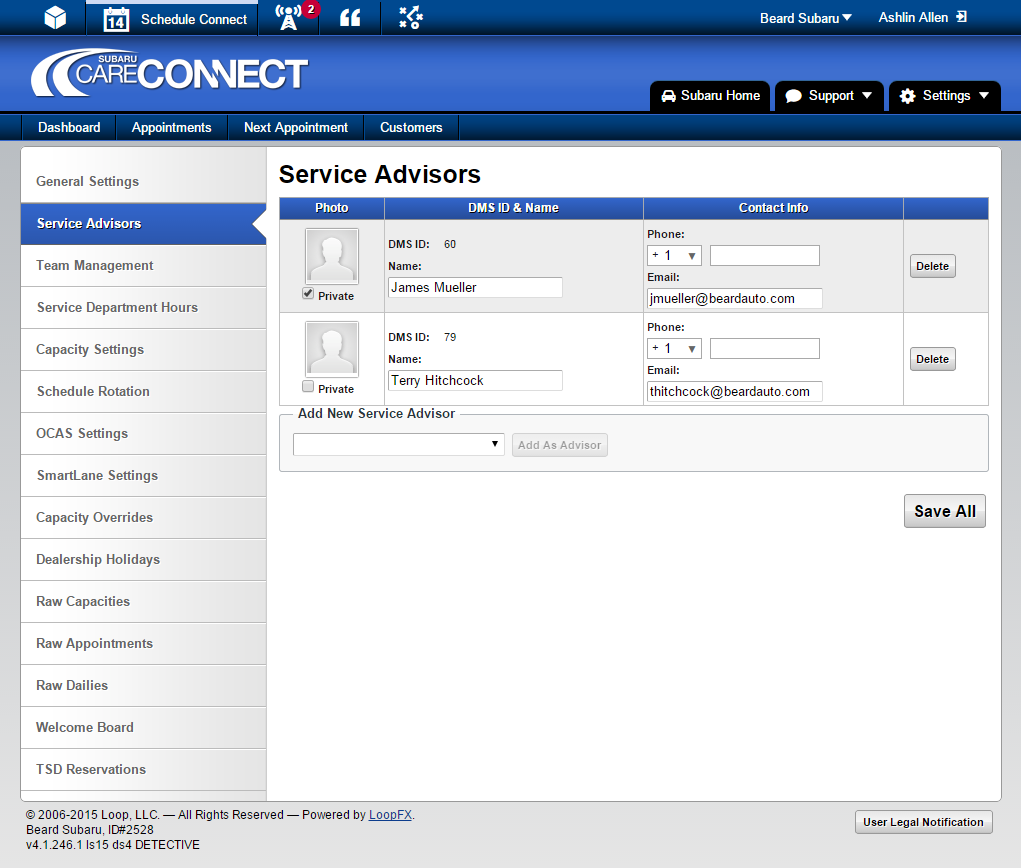 14 Schedule Connect 2 Beard Subaru Ashlin Allen
SUBARU
CARECONNECT
Subaru Home Support Settings
Dashboard Appointments Next Appointment Customers
General Settings
Service Advisors
Team Management
Service Department Hours
Capacity Settings
Schedule Rotation
OCAS Settings
SmartLane Settings
Capacity Overrides
Dealership Holidays
Raw Capacities
Raw Appointments
Raw Dailies
Welcome Board
TSD Reservations
Service Advisors
Photo DMS ID & Name Contact Info
Private
DMS ID: 60
Name:
James Mueller
Phone:
+ 1
Email:
jmueller@beardauto.com
Delete
Private
DMS ID: 79
Name:
Terry Hitchcock
Phone:
+ 1
Email:
thitchcock@beardauto.com
Delete
Add New Service Advisor
Add As Advisor
Save All
© 2006-2015 Loop, LLC. — All Rights Reserved — Powered by LoopFX.
Beard Subaru, ID#2528
v4.1.246.1 ls15 ds4 DETECTIVE
User Legal Notification